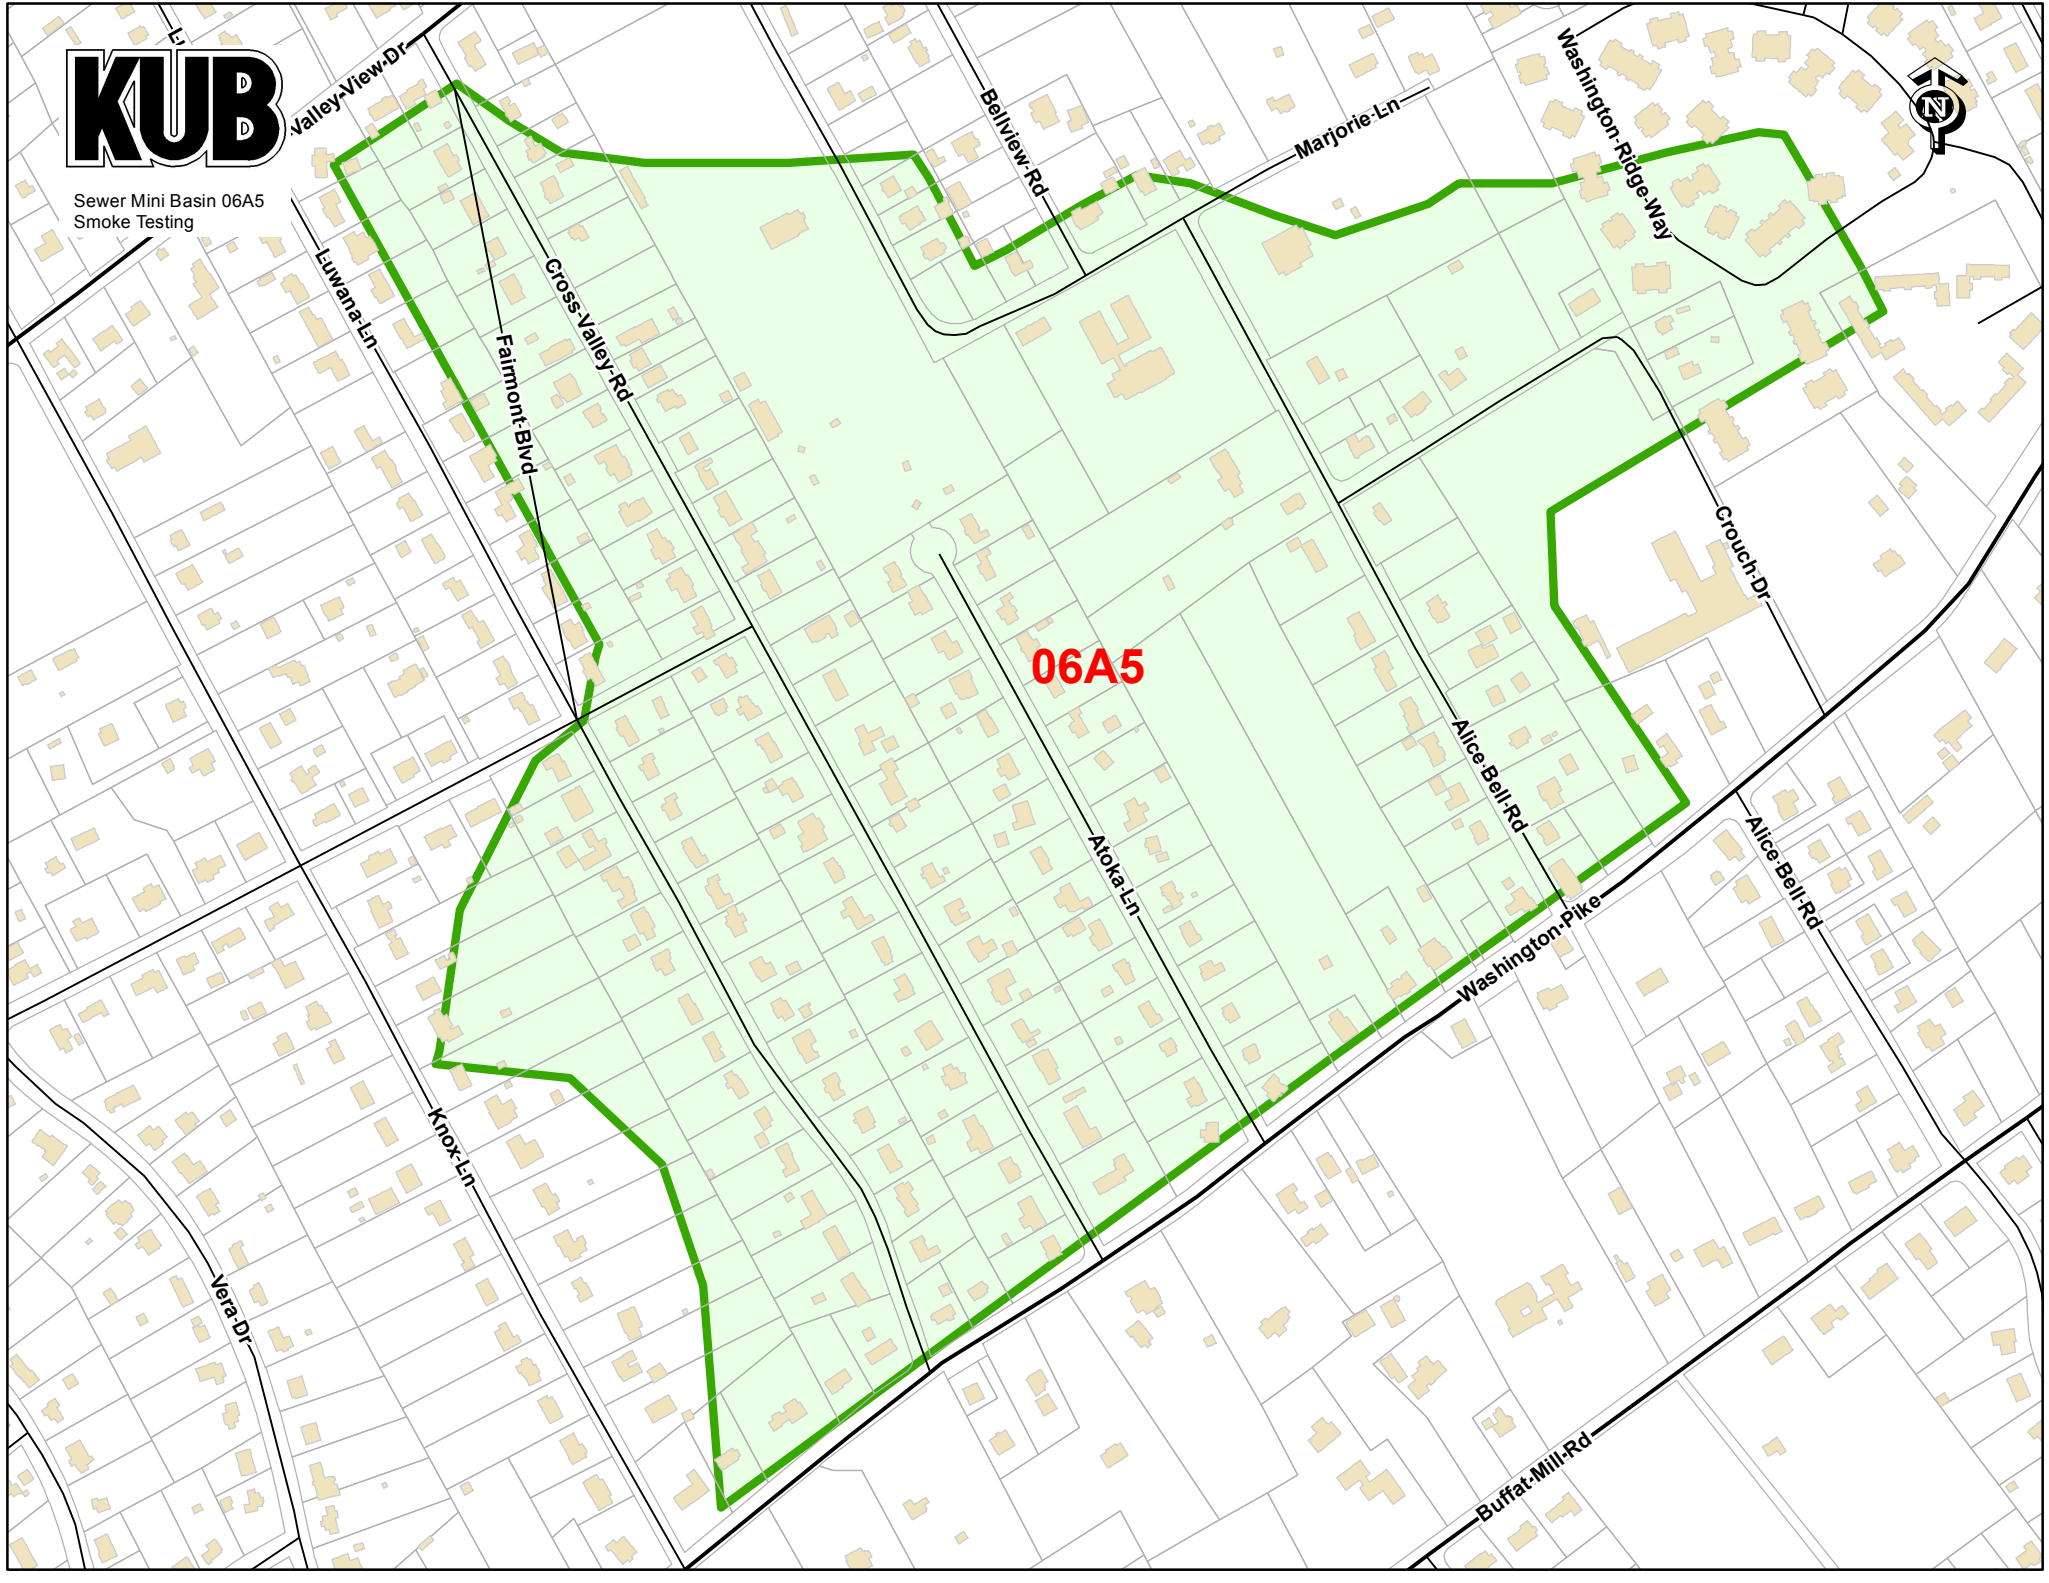 KUB
Sewer Mini Basin 06A5
Smoke Testing
Valley View Dr
Luwana Ln
Fairmont Blvd
Cross Valley Rd
Bellview Rd
Marjorie Ln
Washington Ridge Way
N
Crouch Dr
06A5
Alice Bell Rd
Alice Bell Rd
Atoka Ln
Washington Pike
Knox Ln
Vera Dr
Buffat Mill Rd